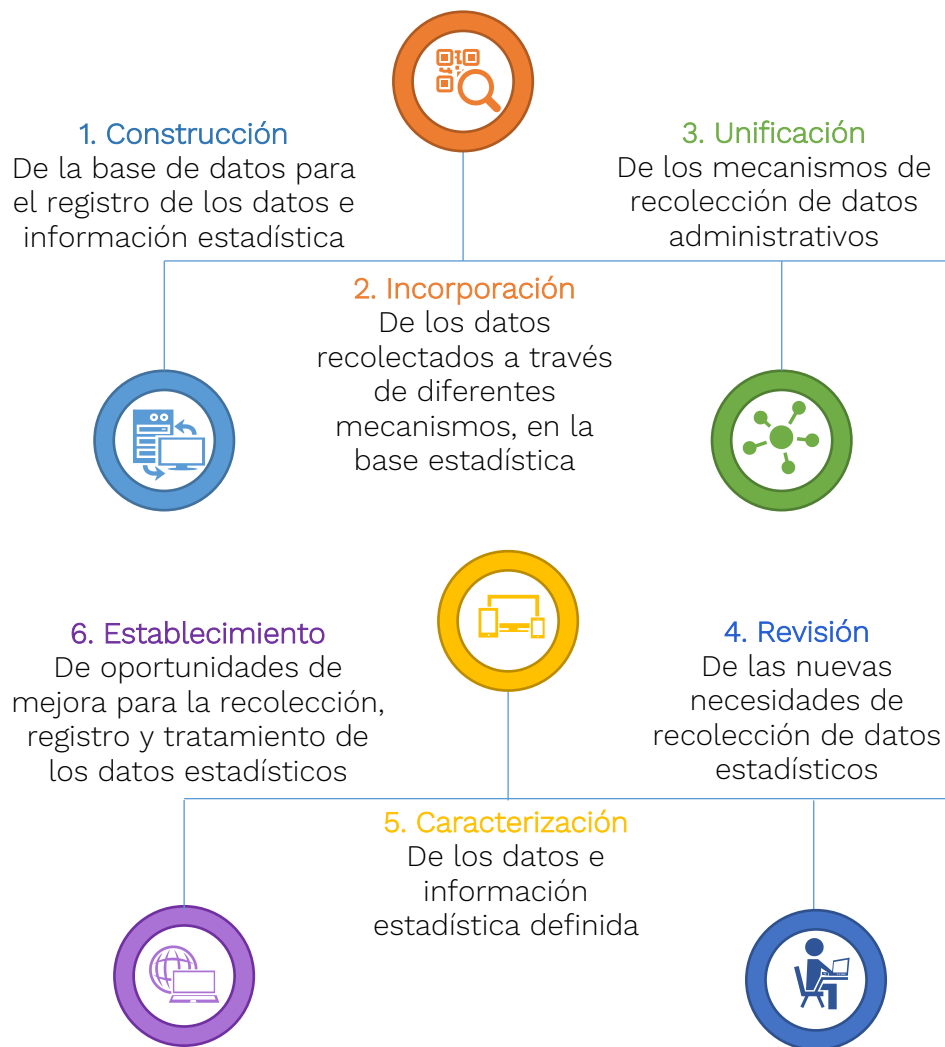 1. Construcción
De la base de datos para
el registro de los datos e
información estadística
2. Incorporación
De los datos
recolectados a través
de diferentes
mecanismos, en la
base estadística
3. Unificación
De los mecanismos de
recolección de datos
administrativos
4. Revisión
De las nuevas
necesidades de
recolección de datos
estadísticos
5. Caracterización
De los datos e
información
estadística definida
6. Establecimiento
De oportunidades de
mejora para la recolección,
registro y tratamiento de
los datos estadísticos